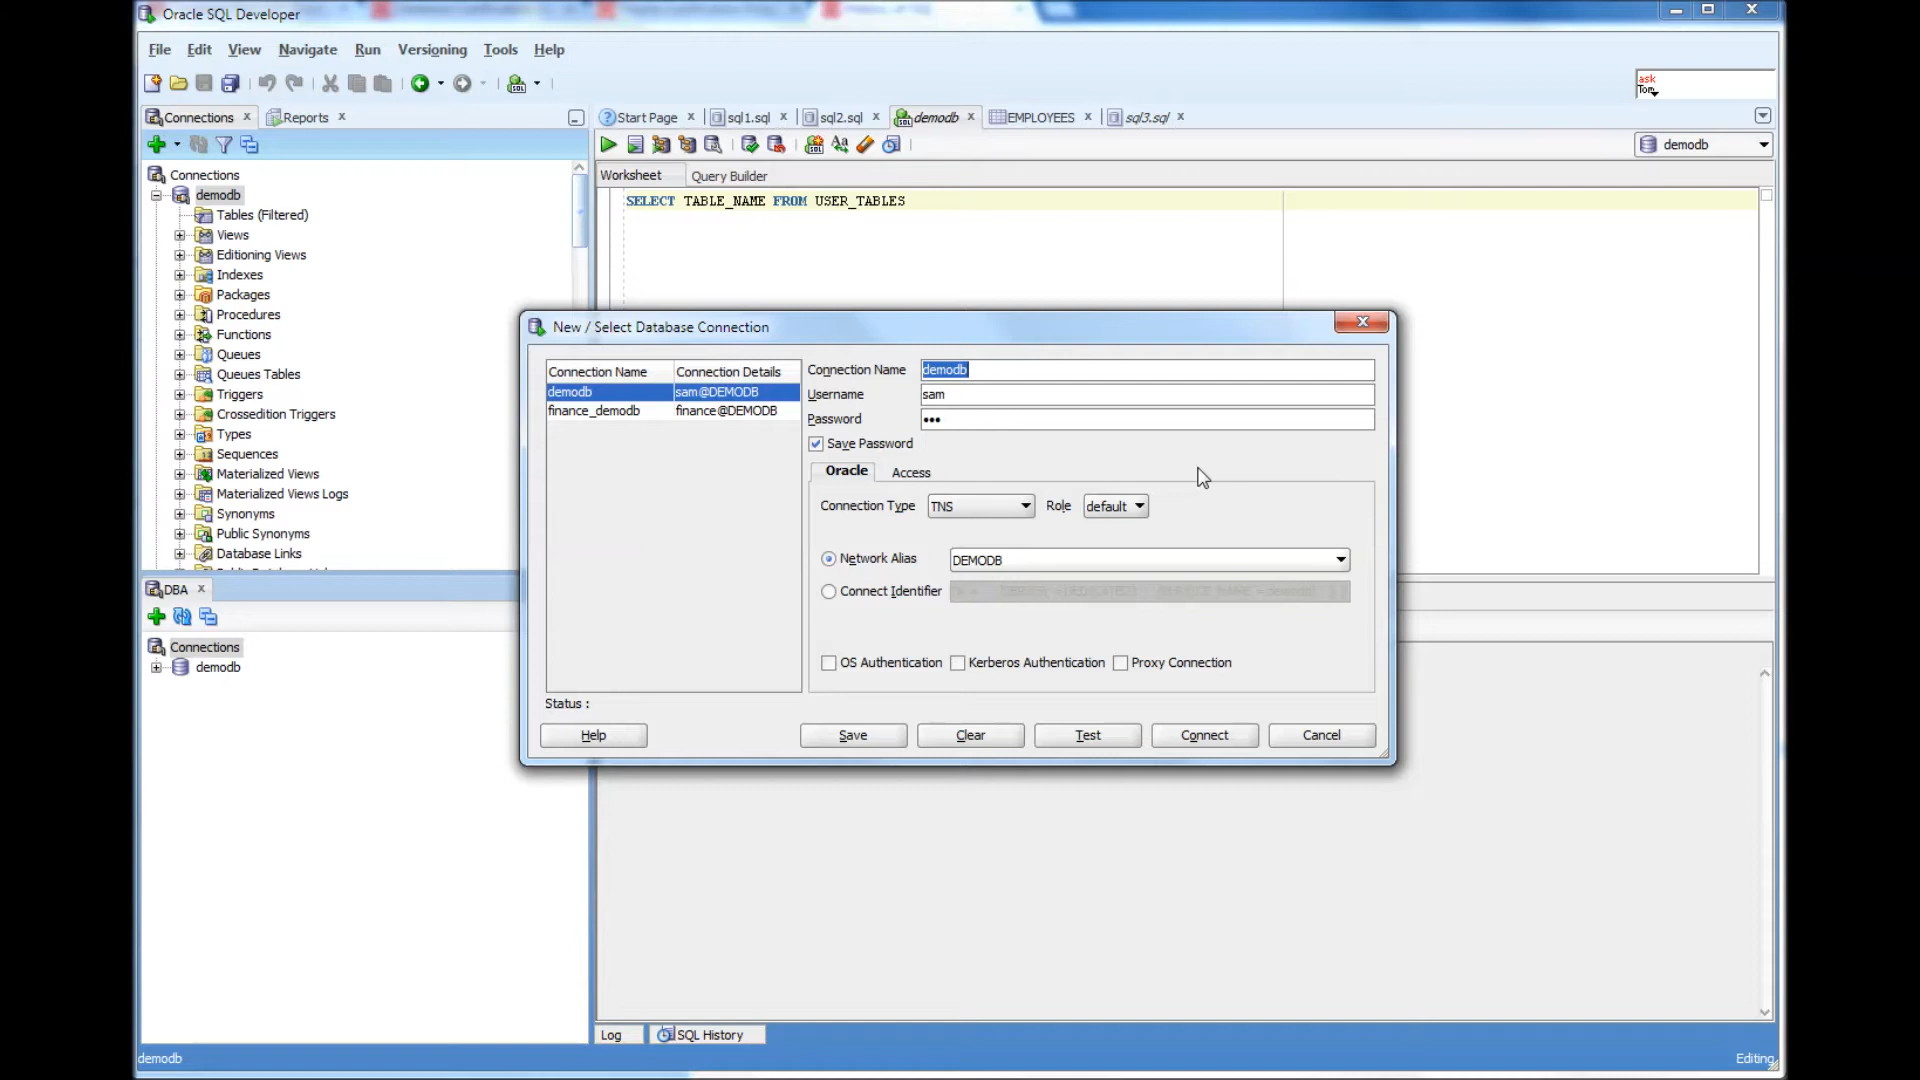 Oracle SQL Developer
File Edit View Navigate Run Versioning Tools Help
ask
Tom
Connections Reports
Start Page sql1.sql sql2.sql demodb EMPLOYEES sql3.sql
demodb
Worksheet Query Builder
SELECT TABLE_NAME FROM USER_TABLES
Connections
demodb
Tables (Filtered)
Views
Editioning Views
Indexes
Packages
Procedures
Functions
Queues
Queues Tables
Triggers
Crossedition Triggers
Types
Sequences
Materialized Views
Materialized Views Logs
Synonyms
Public Synonyms
Database Links
DBA
Connections
demodb
New / Select Database Connection
Connection Name Connection Details
demodb sam@DEMODB
finance_demodb finance@DEMODB
Connection Name demodb
Username sam
Password •••
Save Password
Oracle Access
Connection Type TNS Role default
Network Alias DEMODB
Connect Identifier
OS Authentication Kerberos Authentication Proxy Connection
Status :
Help Save Clear Test Connect Cancel
Log SQL History
demodb Editing